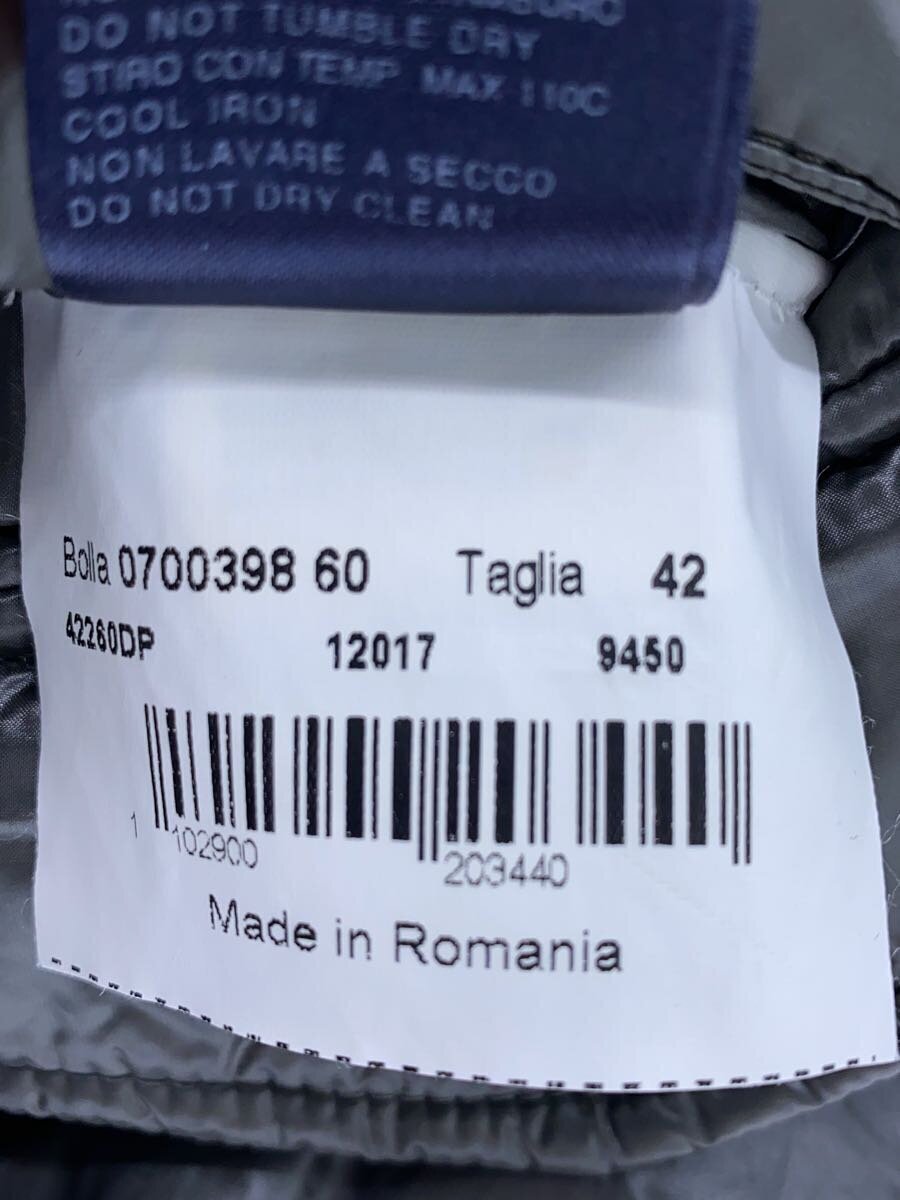 DO NOT TUMBLE DRY
STIRO CON TEMP MAX 110C
COOL IRON
NON LAVARE A SECCO
DO NOT DRY CLEAN
Bolla 0700398 60 Taglia 42
42260DP 12017 9450
1 102900 203440
Made in Romania